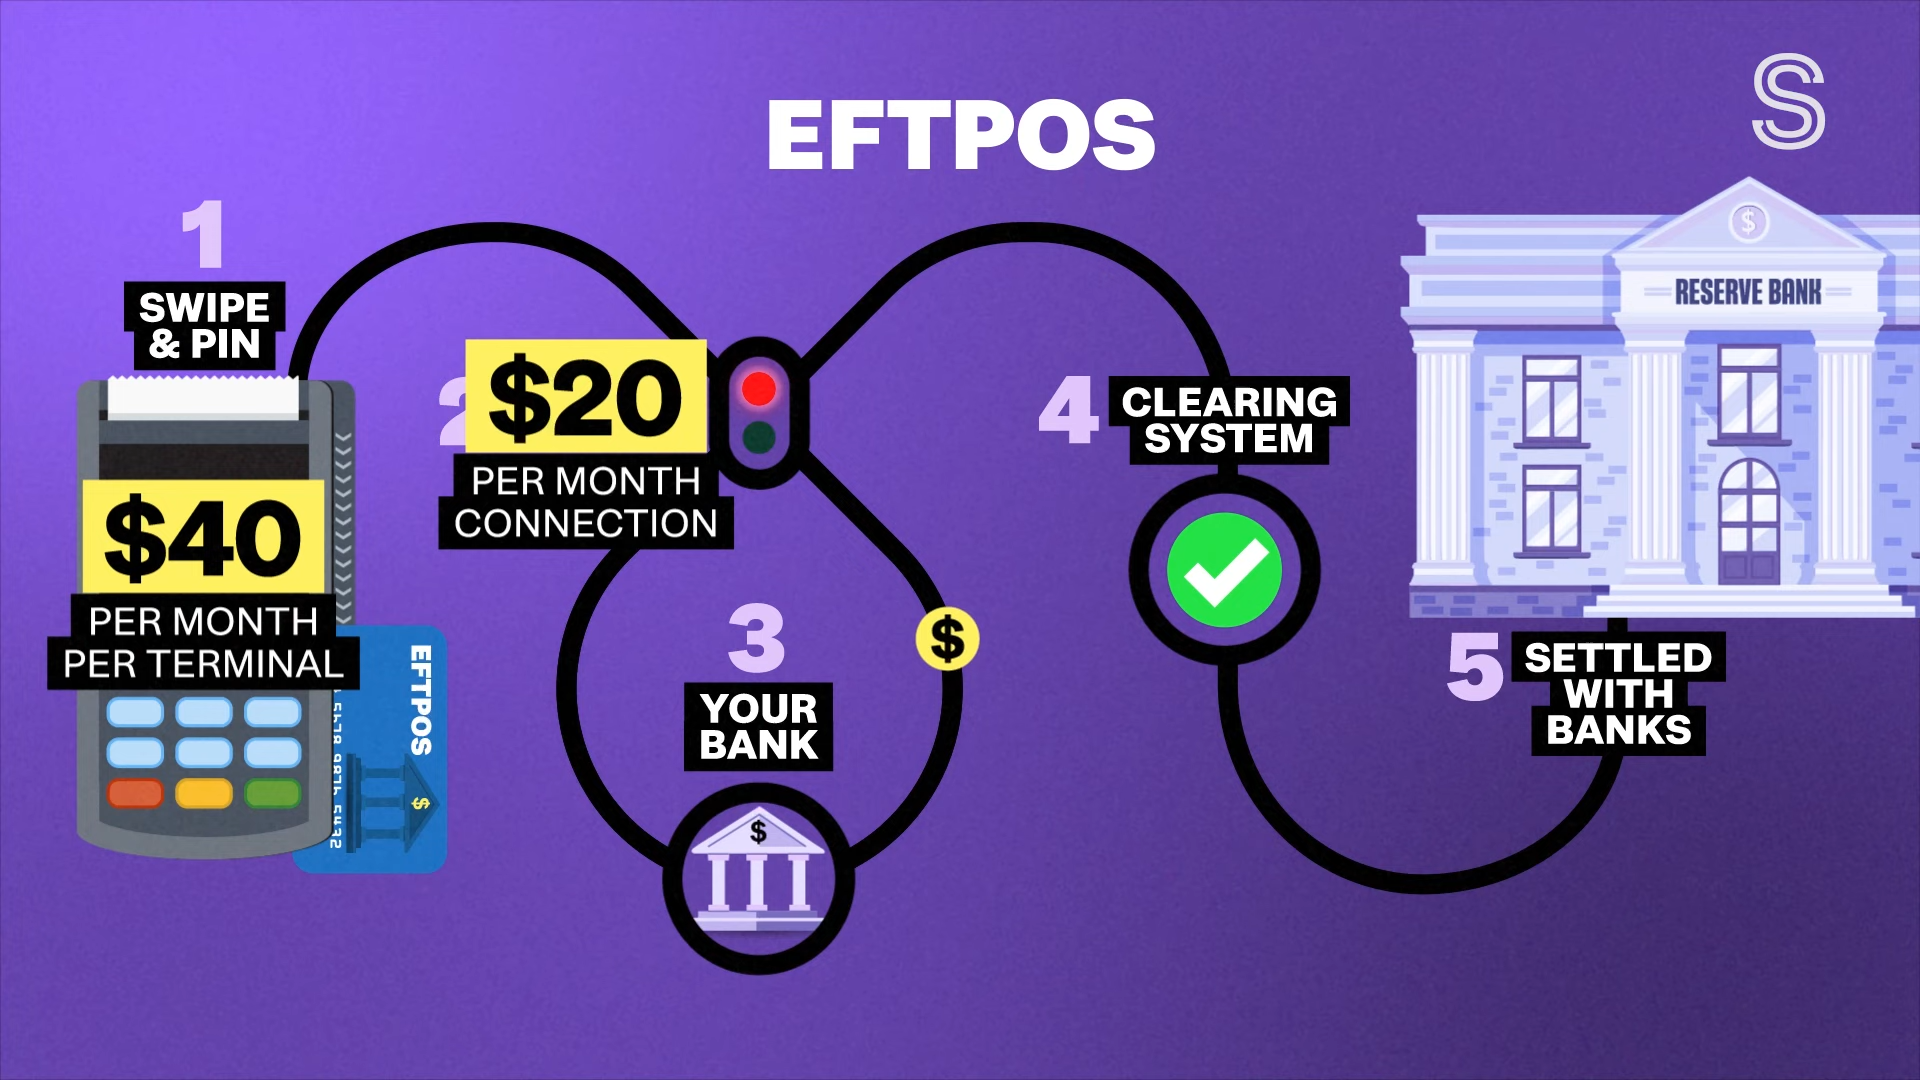 EFTPOS
S
1
SWIPE
& PIN
$40
PER MONTH
PER TERMINAL
EFTPOS
$
2
$20
PER MONTH
CONNECTION
3
YOUR
BANK
$
$
4
CLEARING
SYSTEM
$
RESERVE BANK
5
SETTLED
WITH
BANKS